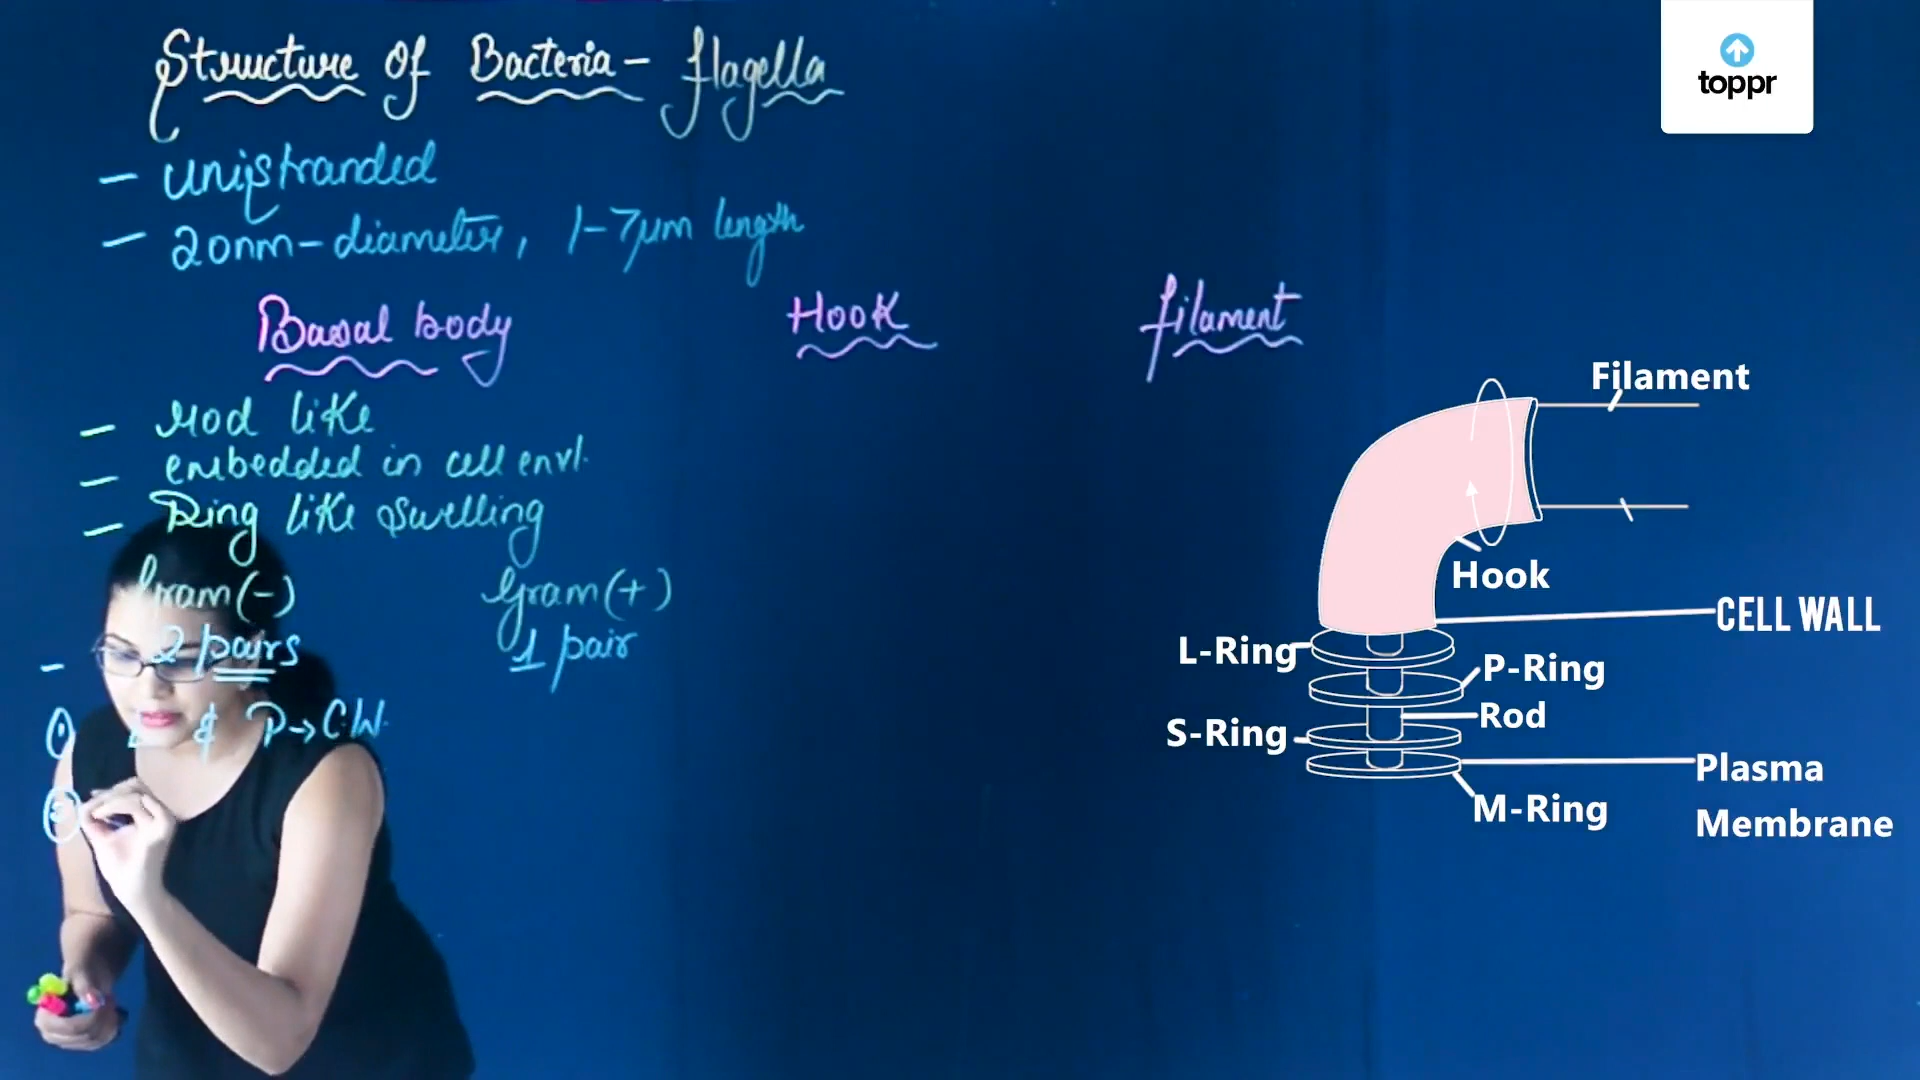 Structure of Bacteria - flagella
- unistranded
- 20nm - diameter, 1-7μm length
Basal body Hook filament
- Rod like
- embedded in cell envl.
- Ring like swelling
Gram(-) Gram(+)
- 2 pairs 1 pair
① L & P → C.W.
②
toppr
Filament
Hook
CELL WALL
L-Ring
P-Ring
Rod
S-Ring
Plasma
Membrane
M-Ring